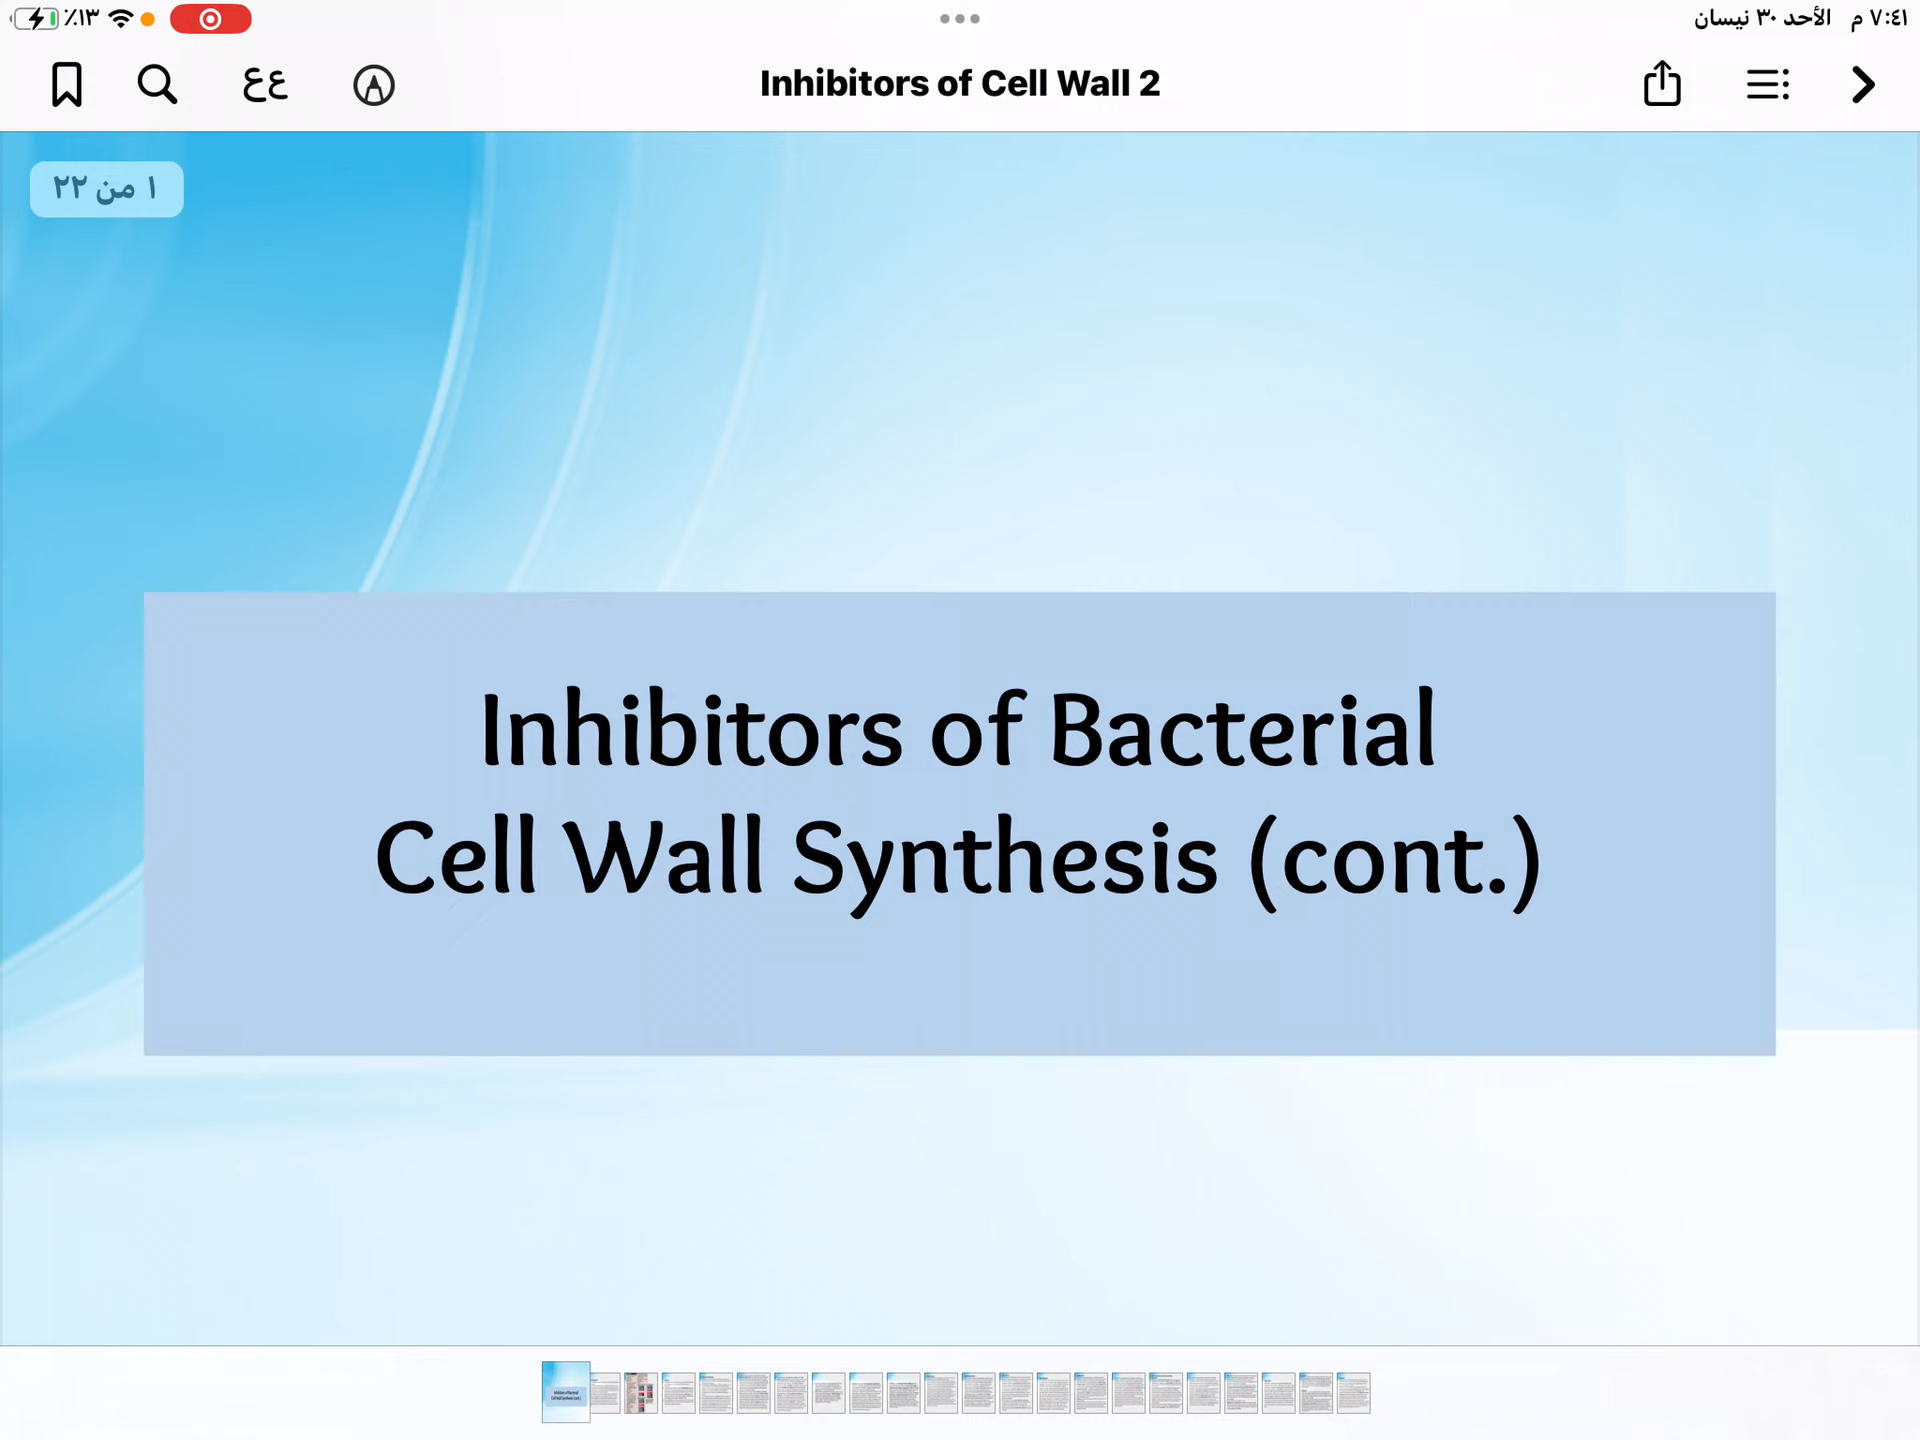 ٪١٣
الأحد ٣٠ نيسان ٧:٤١ م
عع
Inhibitors of Cell Wall 2
١ من ٢٢
Inhibitors of Bacterial
Cell Wall Synthesis (cont.)